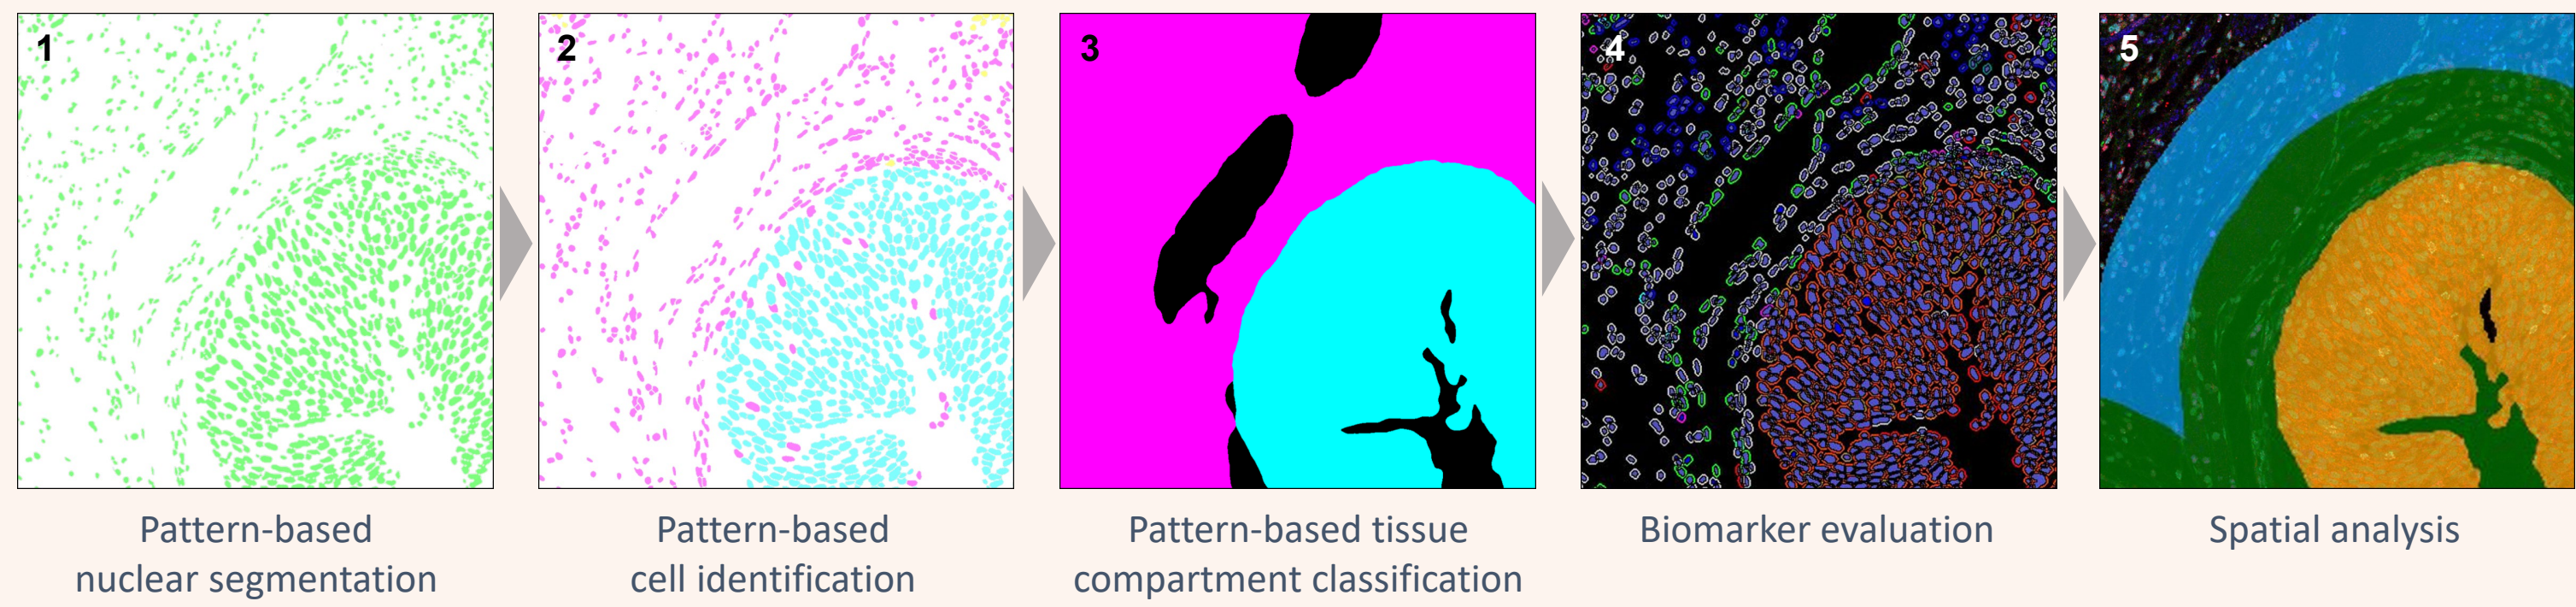 1
2
3
4
5
Pattern-based
nuclear segmentation
Pattern-based
cell identification
Pattern-based tissue
compartment classification
Biomarker evaluation
Spatial analysis